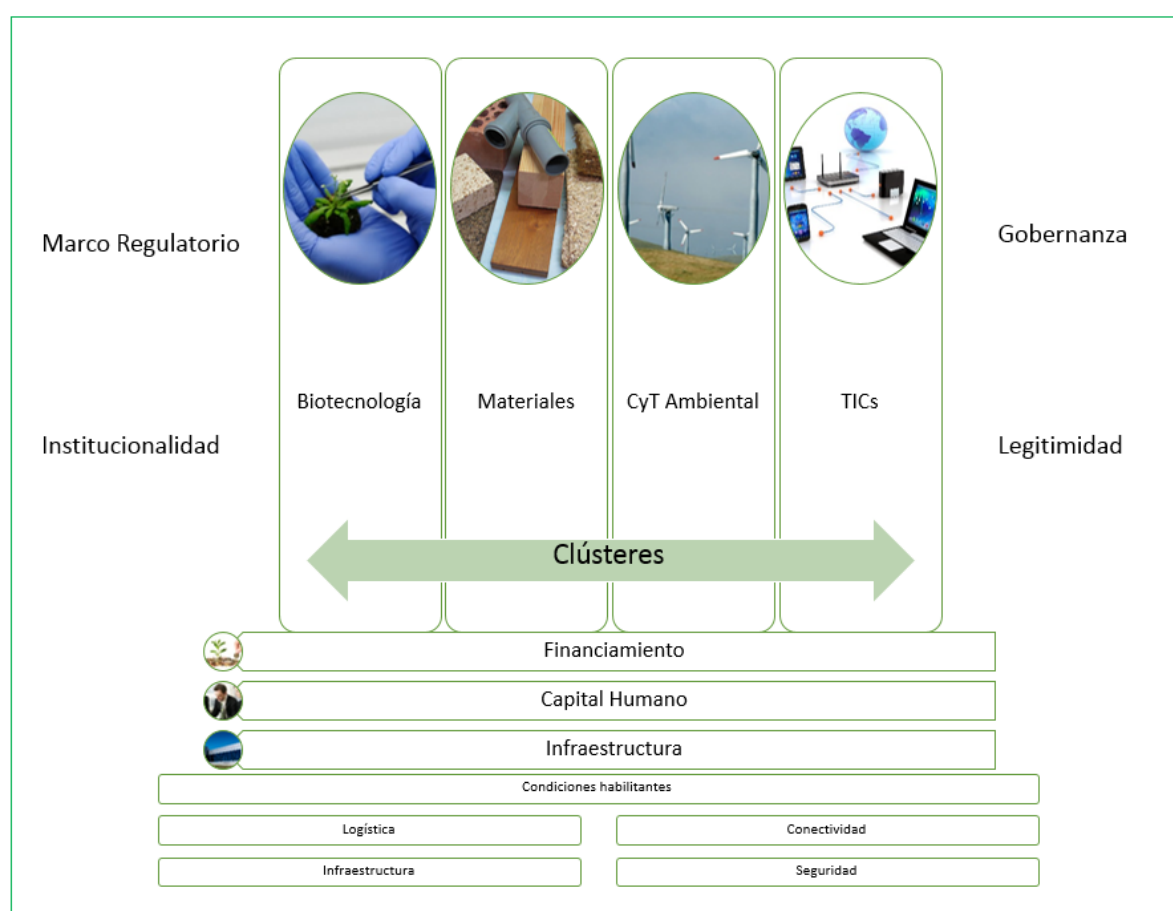 Marco Regulatorio
Gobernanza
Biotecnología
Materiales
CyT Ambiental
TICs
Institucionalidad
Legitimidad
Clústeres
Financiamiento
Capital Humano
Infraestructura
Condiciones habilitantes
Logística
Conectividad
Infraestructura
Seguridad